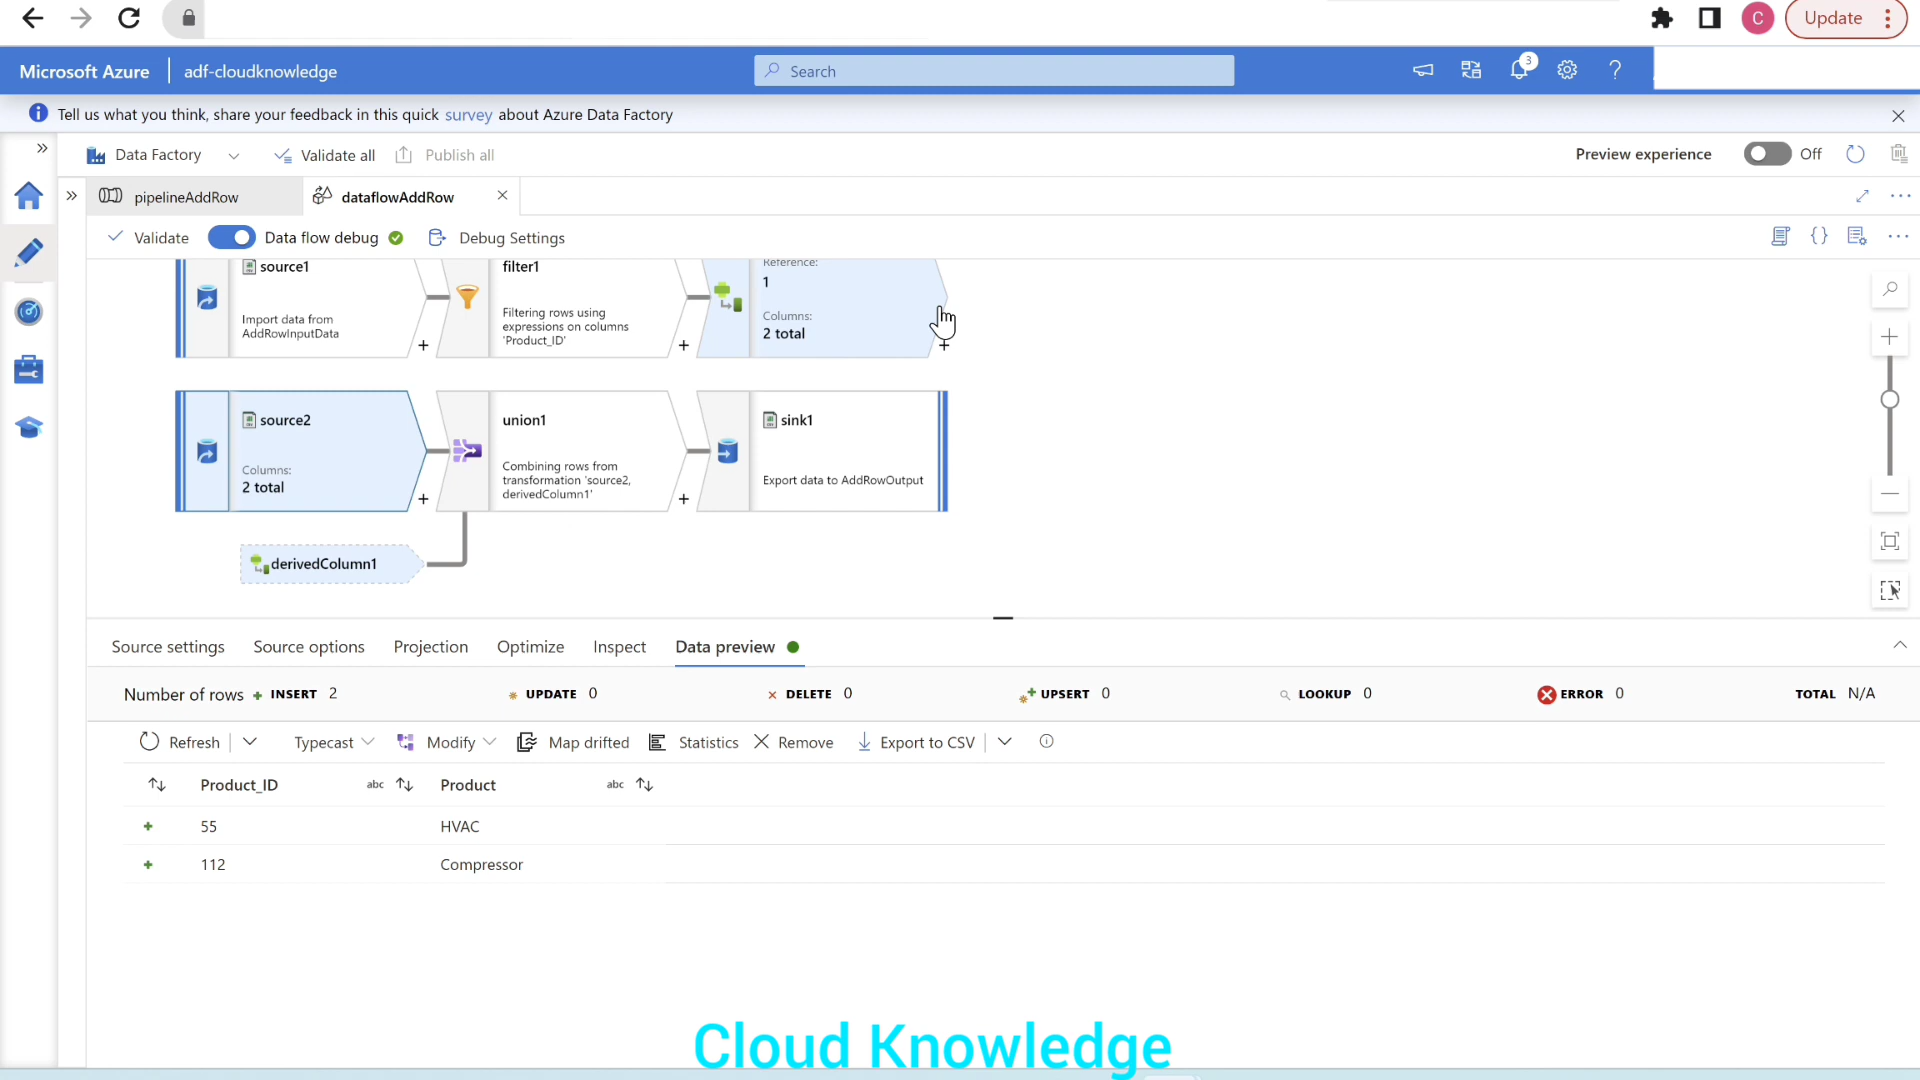 C
Update
Microsoft Azure
adf-cloudknowledge
Search
3
Tell us what you think, share your feedback in this quick survey about Azure Data Factory
Data Factory
Validate all
Publish all
Preview experience
Off
pipelineAddRow
dataflowAddRow
Validate
Data flow debug
Debug Settings
source1
Import data from
AddRowInputData
filter1
Filtering rows using
expressions on columns
'Product_ID'
Reference:
1
Columns:
2 total
source2
Columns:
2 total
union1
Combining rows from
transformation 'source2,
derivedColumn1'
sink1
Export data to AddRowOutput
derivedColumn1
Source settings
Source options
Projection
Optimize
Inspect
Data preview
Number of rows
INSERT 2
UPDATE 0
DELETE 0
UPSERT 0
LOOKUP 0
ERROR 0
TOTAL N/A
Refresh
Typecast
Modify
Map drifted
Statistics
Remove
Export to CSV
Product_ID abc
Product abc
55 HVAC
112 Compressor
Cloud Knowledge